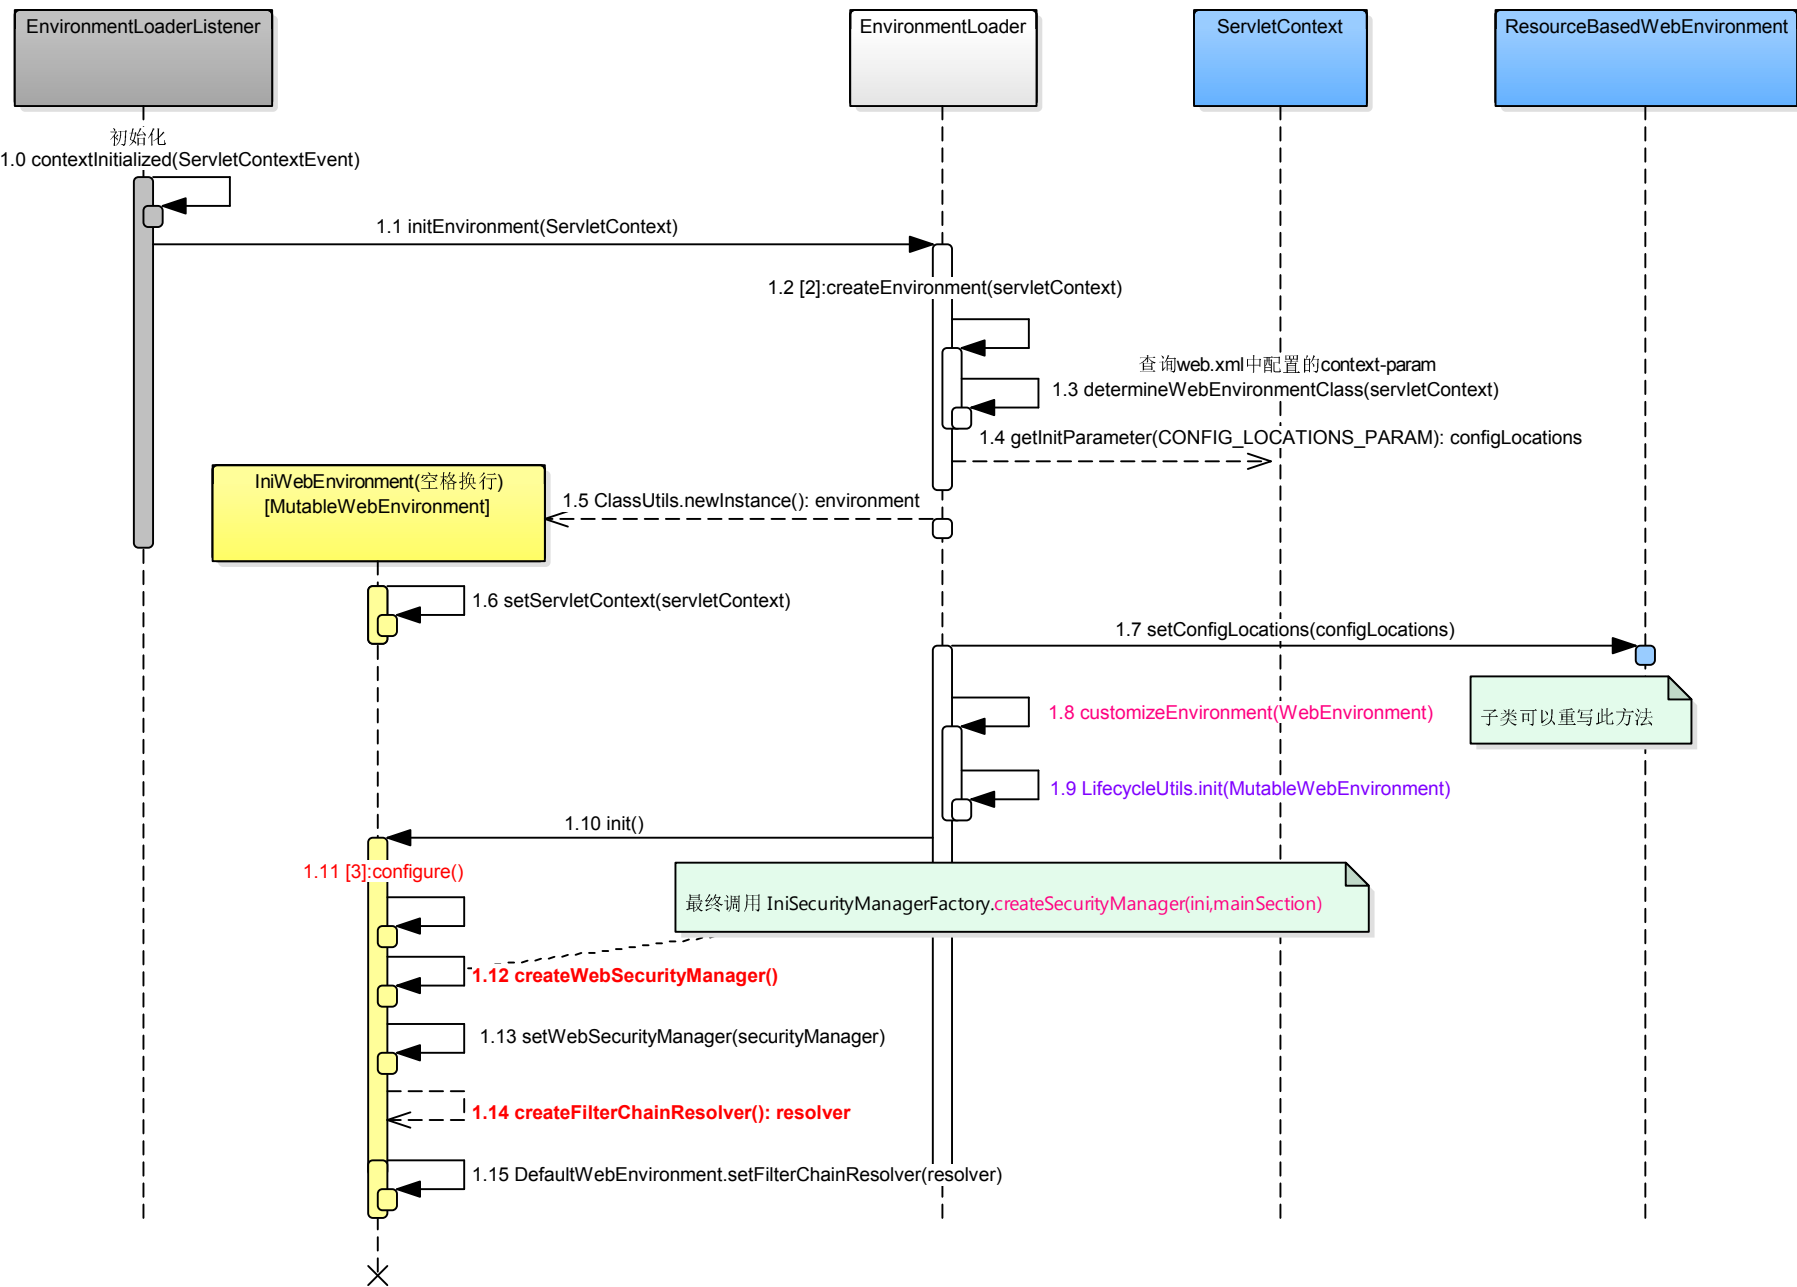 EnvironmentLoaderListener
EnvironmentLoader
ServletContext
ResourceBasedWebEnvironment
初始化
1.0 contextInitialized(ServletContextEvent)
1.1 initEnvironment(ServletContext)
1.2 [2]:createEnvironment(servletContext)
查询web.xml中配置的context-param
1.3 determineWebEnvironmentClass(servletContext)
1.4 getInitParameter(CONFIG_LOCATIONS_PARAM): configLocations
IniWebEnvironment(空格换行)
[MutableWebEnvironment]
1.5 ClassUtils.newInstance(): environment
1.6 setServletContext(servletContext)
1.7 setConfigLocations(configLocations)
1.8 customizeEnvironment(WebEnvironment)
子类可以重写此方法
1.9 LifecycleUtils.init(MutableWebEnvironment)
1.10 init()
1.11 [3]:configure()
最终调用 IniSecurityManagerFactory.createSecurityManager(ini,mainSection)
1.12 createWebSecurityManager()
1.13 setWebSecurityManager(securityManager)
1.14 createFilterChainResolver(): resolver
1.15 DefaultWebEnvironment.setFilterChainResolver(resolver)